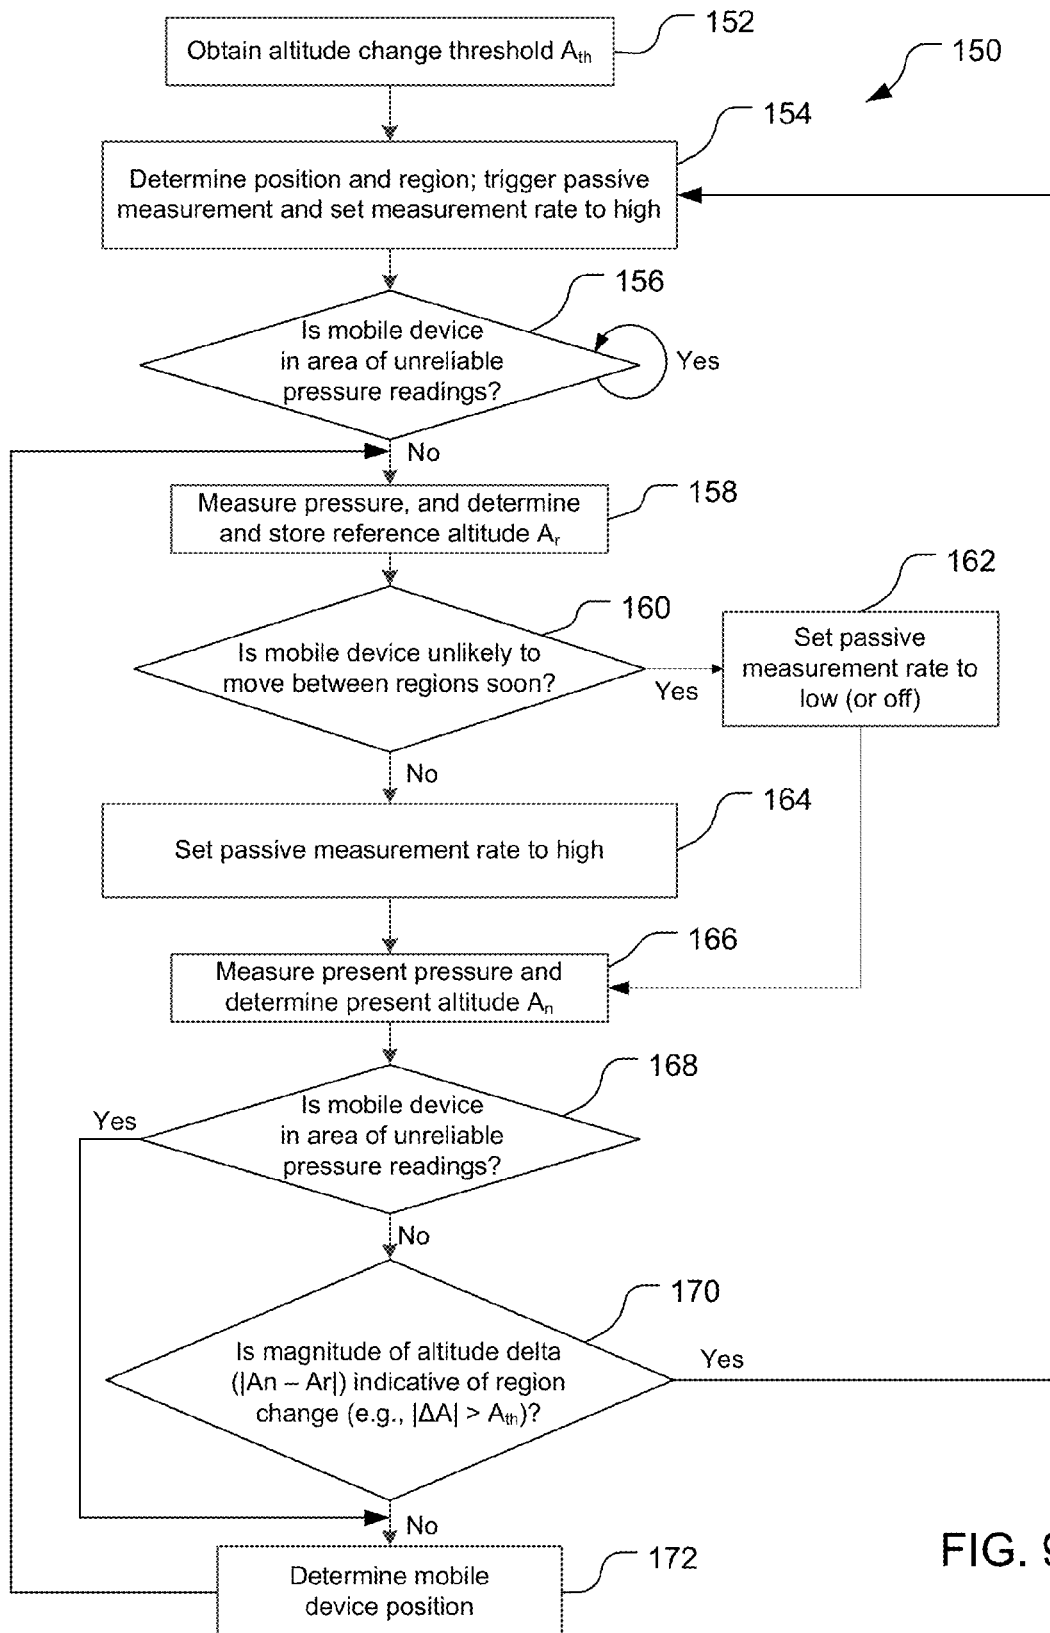 152
Obtain altitude change threshold Ath
150
154
Determine position and region; trigger passive
measurement and set measurement rate to high
156
Is mobile device
in area of unreliable
pressure readings?
Yes
No
158
Measure pressure, and determine
and store reference altitude Ar
160
Is mobile device unlikely to
move between regions soon?
Yes
162
Set passive
measurement rate to
low (or off)
No
164
Set passive measurement rate to high
166
Measure present pressure and
determine present altitude An
168
Yes
Is mobile device
in area of unreliable
pressure readings?
No
170
Is magnitude of altitude delta
(|An – Ar|) indicative of region
change (e.g., |ΔA| > Ath)?
Yes
No
172
Determine mobile
device position
FIG. 9